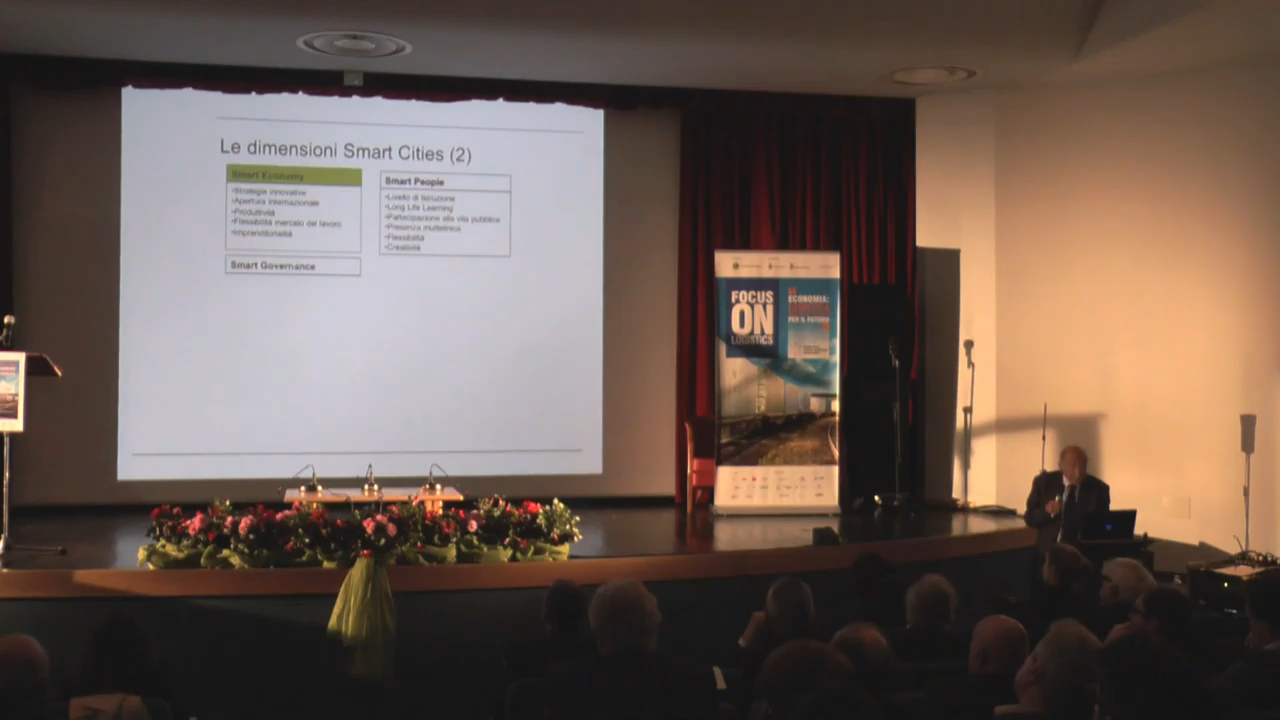 Le dimensioni Smart Cities (2)
Smart Economy
•Strategie innovative
•Apertura internazionale
•Produttività
•Flessibilità mercato del lavoro
•Imprenditorialità
Smart Governance
Smart People
•Livello di istruzione
•Long Life Learning
•Partecipazione alla vita pubblica
•Presenza multietnica
•Flessibilità
•Creatività
FOCUS
ON
LOGISTICS
ECONOMIA:
PER IL FUTURO